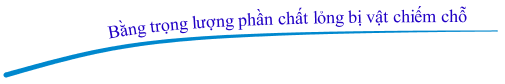 Bằng trọng lượng phần chất lỏng bị vật chiếm chỗ